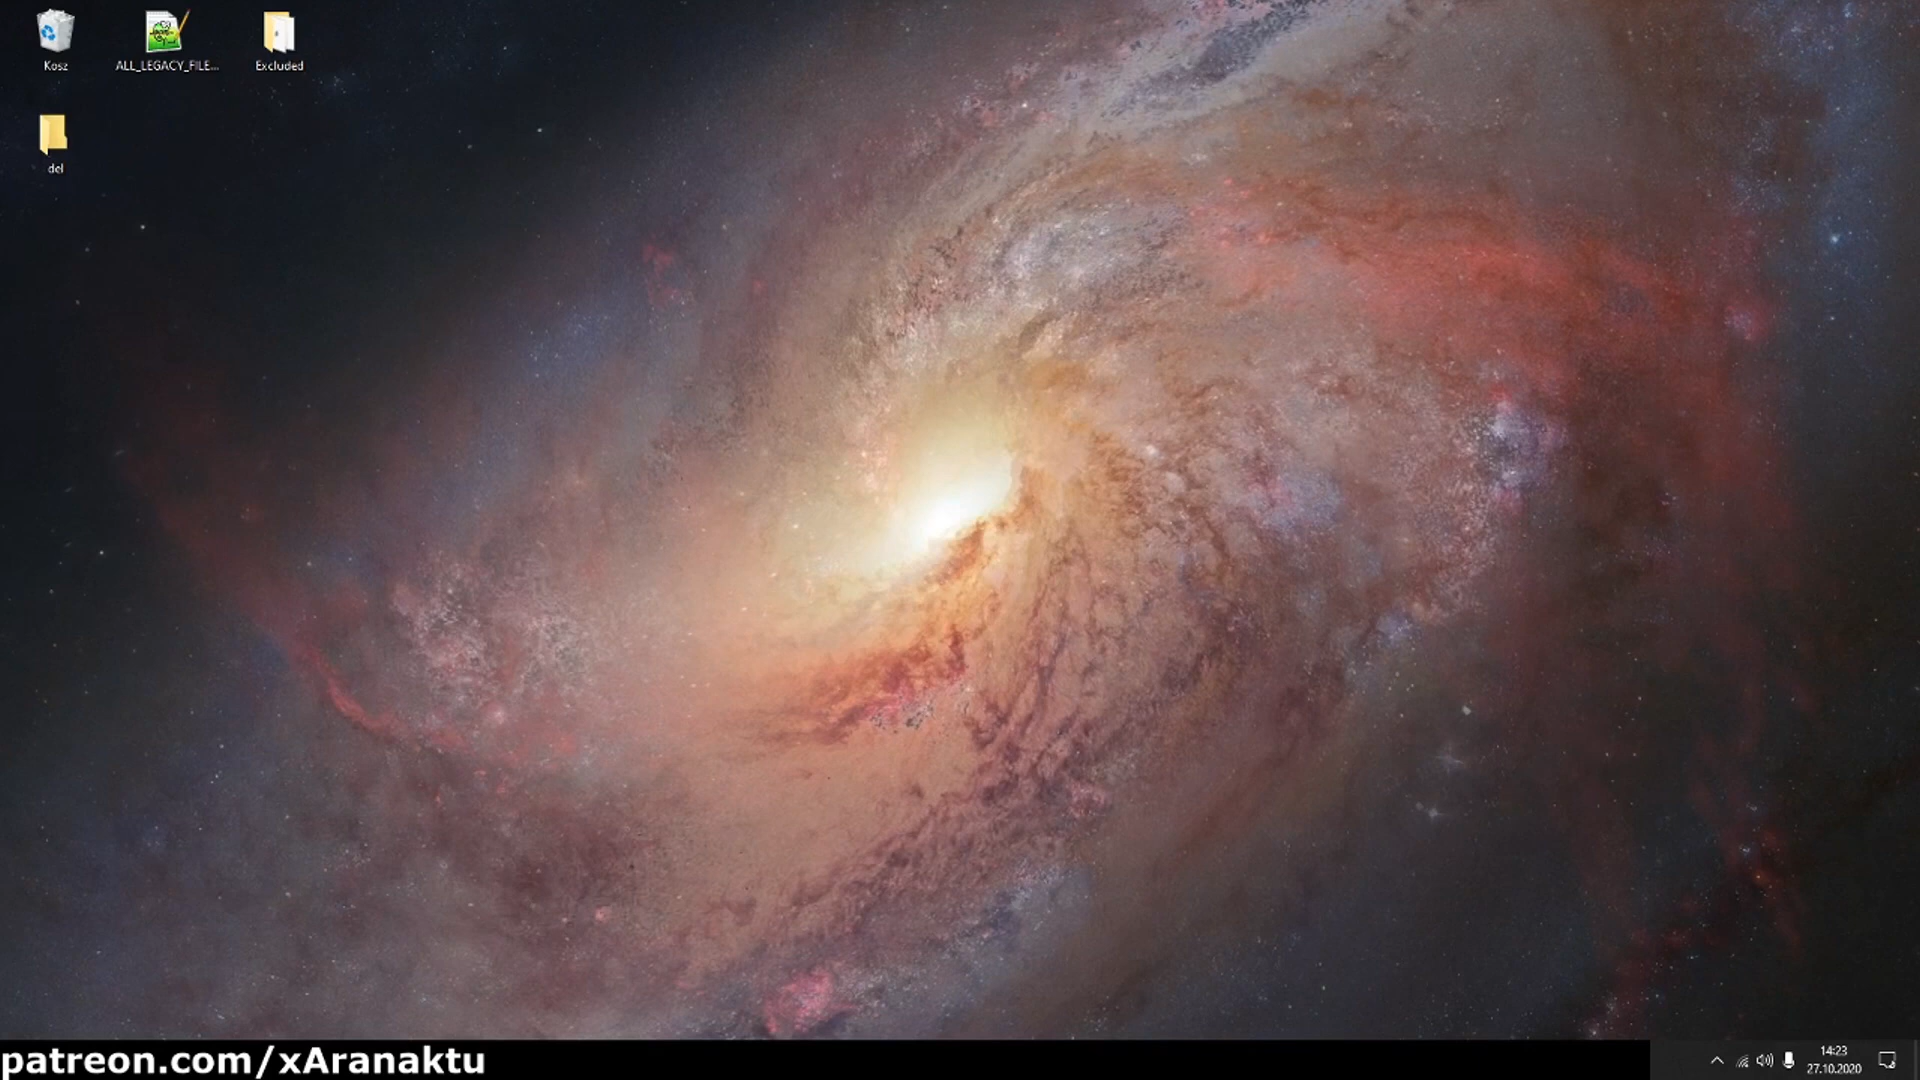 Kosz
ALL_LEGACY_FILE...
Excluded
del
patreon.com/xAranaktu
14:23
27.10.2020